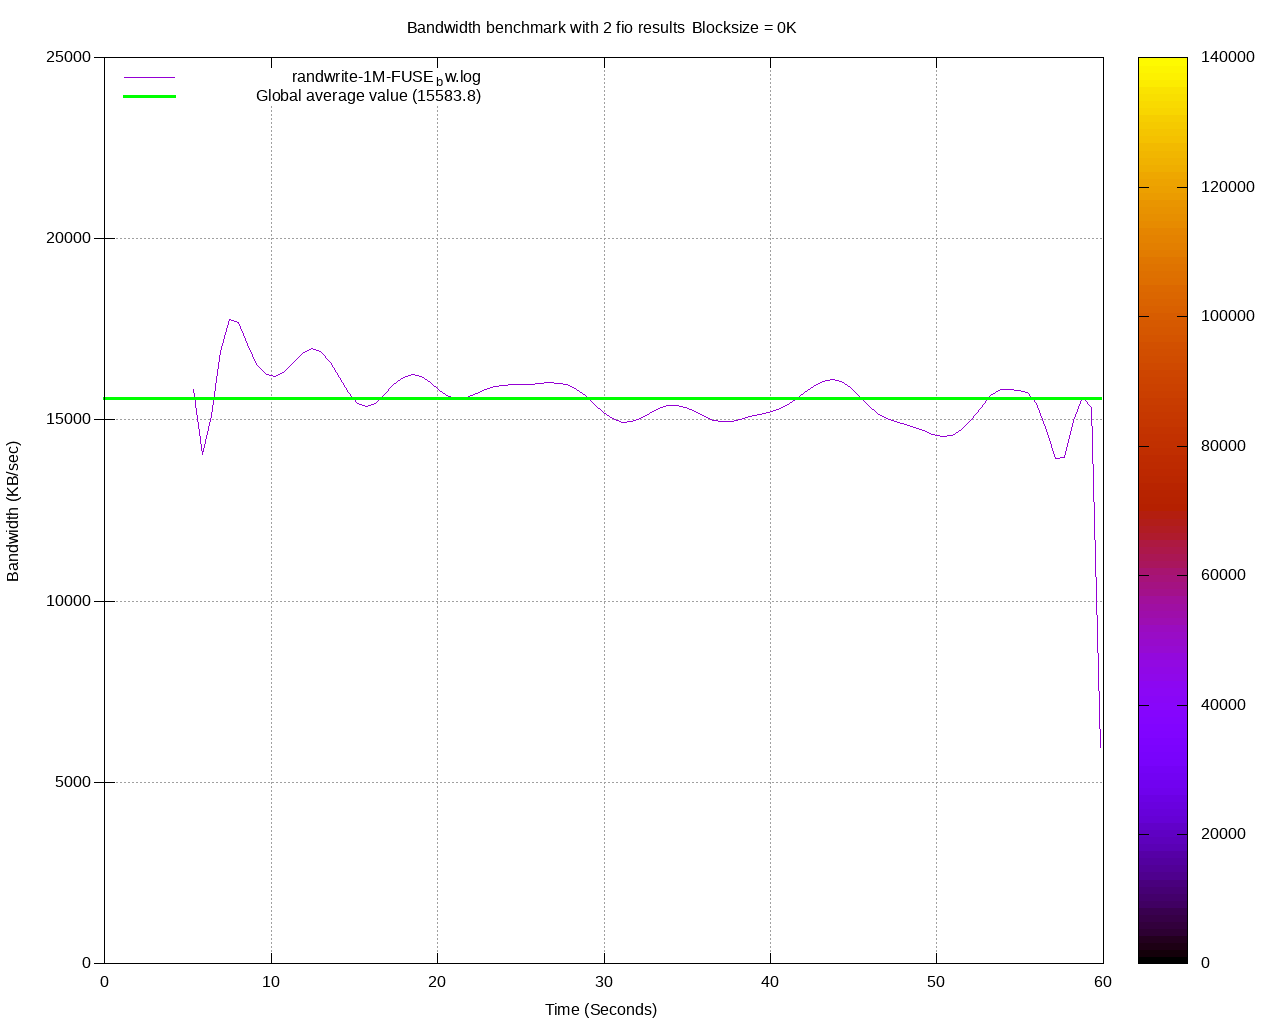 Bandwidth benchmark with 2 fio results Blocksize = 0K
randwrite-1M-FUSE_bw.log
Global average value (15583.8)
25000
20000
15000
10000
5000
0
Bandwidth (KB/sec)
0 10 20 30 40 50 60
Time (Seconds)
140000
120000
100000
80000
60000
40000
20000
0